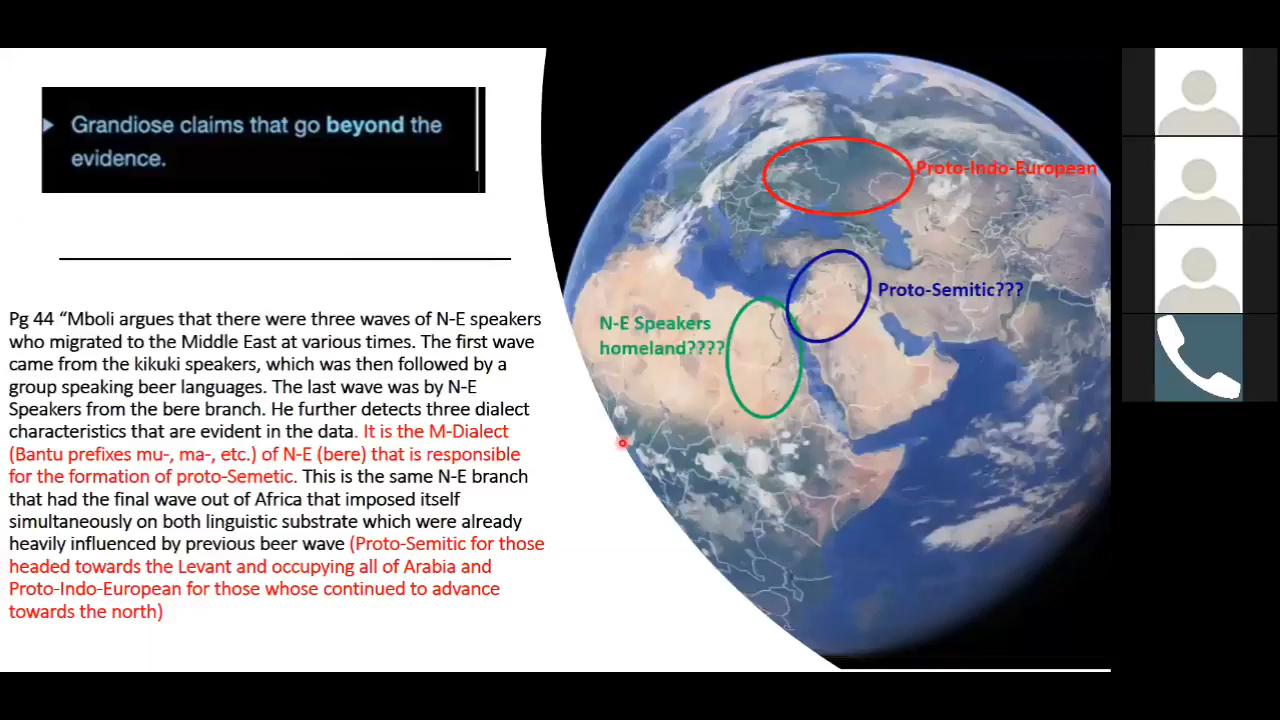 Grandiose claims that go beyond the
evidence.
Pg 44 “Mboli argues that there were three waves of N-E speakers
who migrated to the Middle East at various times. The first wave
came from the kikuki speakers, which was then followed by a
group speaking beer languages. The last wave was by N-E
Speakers from the bere branch. He further detects three dialect
characteristics that are evident in the data. It is the M-Dialect
(Bantu prefixes mu-, ma-, etc.) of N-E (bere) that is responsible
for the formation of proto-Semetic. This is the same N-E branch
that had the final wave out of Africa that imposed itself
simultaneously on both linguistic substrate which were already
heavily influenced by previous beer wave (Proto-Semitic for those
headed towards the Levant and occupying all of Arabia and
Proto-Indo-European for those whose continued to advance
towards the north)
Proto-Indo-European
Proto-Semitic???
N-E Speakers
homeland????